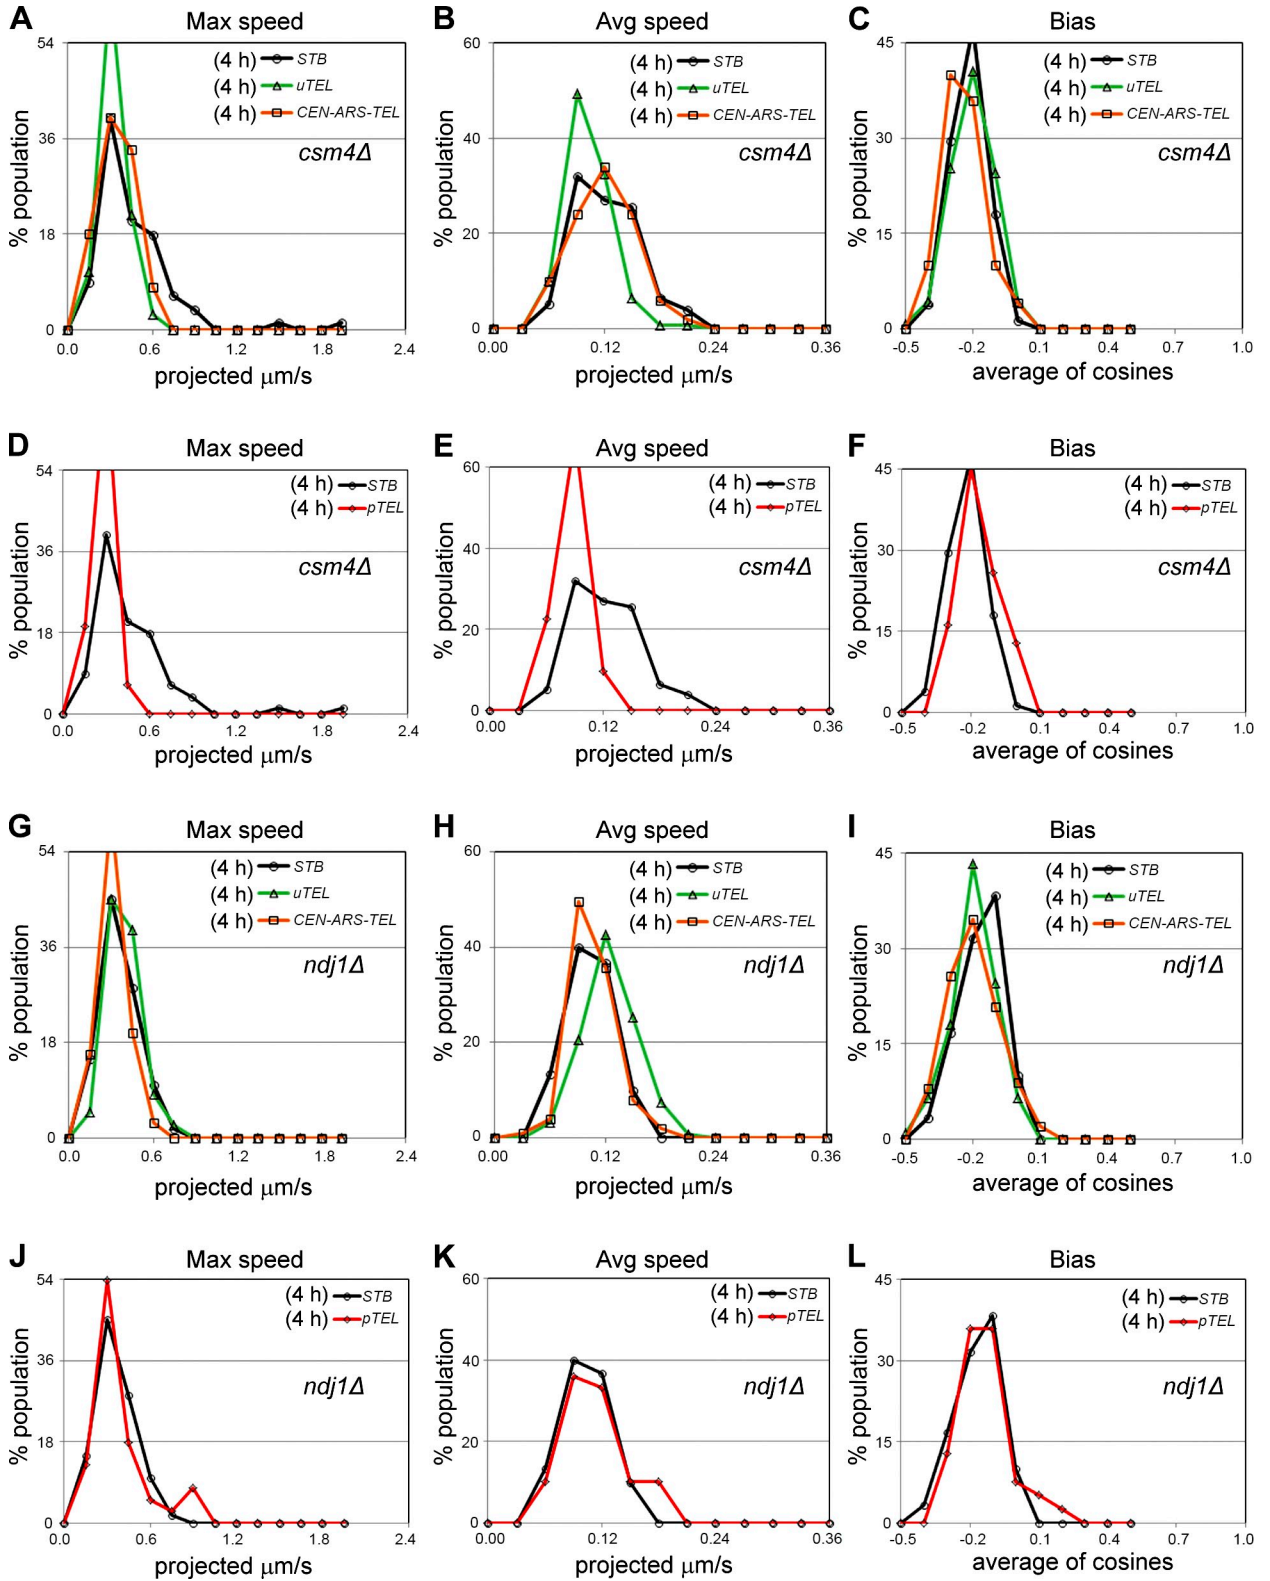 A Max speed
54
36
18
0
% population
(4 h) STB
(4 h) uTEL
(4 h) CEN-ARS-TEL
csm4Δ
0.0 0.6 1.2 1.8 2.4
projected μm/s
B Avg speed
60
40
20
0
% population
(4 h) STB
(4 h) uTEL
(4 h) CEN-ARS-TEL
csm4Δ
0.00 0.12 0.24 0.36
projected μm/s
C Bias
45
30
15
0
% population
(4 h) STB
(4 h) uTEL
(4 h) CEN-ARS-TEL
csm4Δ
-0.5 -0.2 0.1 0.4 0.7 1.0
average of cosines
D Max speed
54
36
18
0
% population
(4 h) STB
(4 h) pTEL
csm4Δ
0.0 0.6 1.2 1.8 2.4
projected μm/s
E Avg speed
60
40
20
0
% population
(4 h) STB
(4 h) pTEL
csm4Δ
0.00 0.12 0.24 0.36
projected μm/s
F Bias
45
30
15
0
% population
(4 h) STB
(4 h) pTEL
csm4Δ
-0.5 -0.2 0.1 0.4 0.7 1.0
average of cosines
G Max speed
54
36
18
0
% population
(4 h) STB
(4 h) uTEL
(4 h) CEN-ARS-TEL
ndj1Δ
0.0 0.6 1.2 1.8 2.4
projected μm/s
H Avg speed
60
40
20
0
% population
(4 h) STB
(4 h) uTEL
(4 h) CEN-ARS-TEL
ndj1Δ
0.00 0.12 0.24 0.36
projected μm/s
I Bias
45
30
15
0
% population
(4 h) STB
(4 h) uTEL
(4 h) CEN-ARS-TEL
ndj1Δ
-0.5 -0.2 0.1 0.4 0.7 1.0
average of cosines
J Max speed
54
36
18
0
% population
(4 h) STB
(4 h) pTEL
ndj1Δ
0.0 0.6 1.2 1.8 2.4
projected μm/s
K Avg speed
60
40
20
0
% population
(4 h) STB
(4 h) pTEL
ndj1Δ
0.00 0.12 0.24 0.36
projected μm/s
L Bias
45
30
15
0
% population
(4 h) STB
(4 h) pTEL
ndj1Δ
-0.5 -0.2 0.1 0.4 0.7 1.0
average of cosines